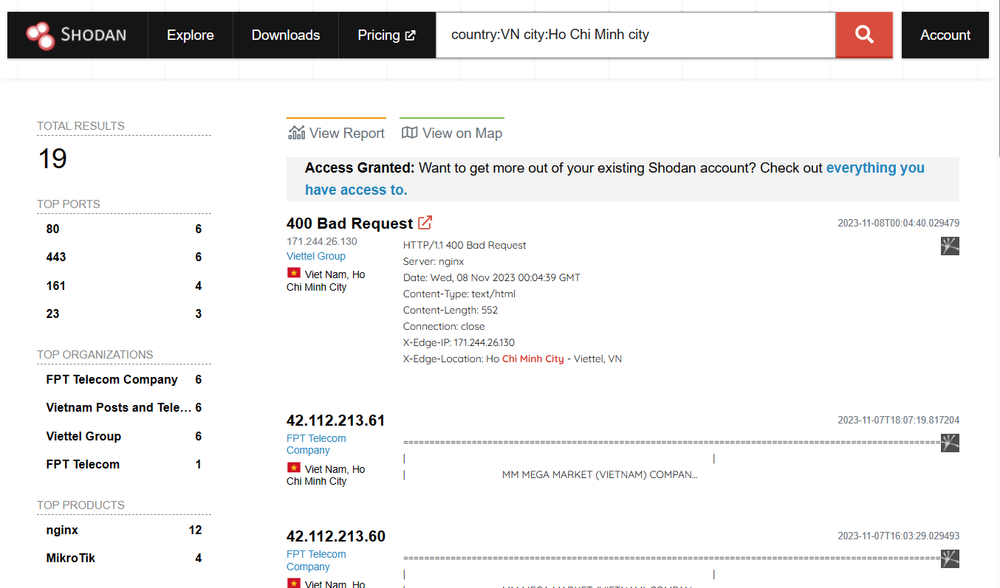 SHODAN Explore Downloads Pricing country:VN city:Ho Chi Minh city Account
TOTAL RESULTS
19
TOP PORTS
80 6
443 6
161 4
23 3
TOP ORGANIZATIONS
FPT Telecom Company 6
Vietnam Posts and Tele... 6
Viettel Group 6
FPT Telecom 1
TOP PRODUCTS
nginx 12
MikroTik 4
View Report View on Map
Access Granted: Want to get more out of your existing Shodan account? Check out everything you
have access to.
400 Bad Request
2023-11-08T00:04:40.029479
171.244.26.130
Viettel Group
Viet Nam, Ho
Chi Minh City
HTTP/1.1 400 Bad Request
Server: nginx
Date: Wed, 08 Nov 2023 00:04:39 GMT
Content-Type: text/html
Content-Length: 552
Connection: close
X-Edge-IP: 171.244.26.130
X-Edge-Location: Ho Chi Minh City - Viettel, VN
42.112.213.61
2023-11-07T18:07:19.817204
FPT Telecom
Company
Viet Nam, Ho
Chi Minh City
MM MEGA MARKET (VIETNAM) COMPAN...
42.112.213.60
2023-11-07T16:03:29.029493
FPT Telecom
Company
Viet Nam, Ho
MM MEGA MARKET (VIETNAM) COMPAN...